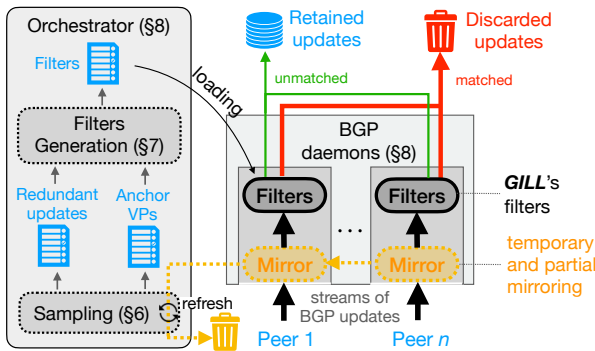 Orchestrator (§8)
Filters
Filters
Generation (§7)
Redundant
updates
Anchor
VPs
Sampling (§6)
refresh
loading
Retained
updates
Discarded
updates
unmatched
matched
BGP
daemons (§8)
Filters
Filters
...
Mirror
Mirror
GILL's
filters
temporary
and partial
mirroring
streams of
BGP updates
Peer 1
Peer n